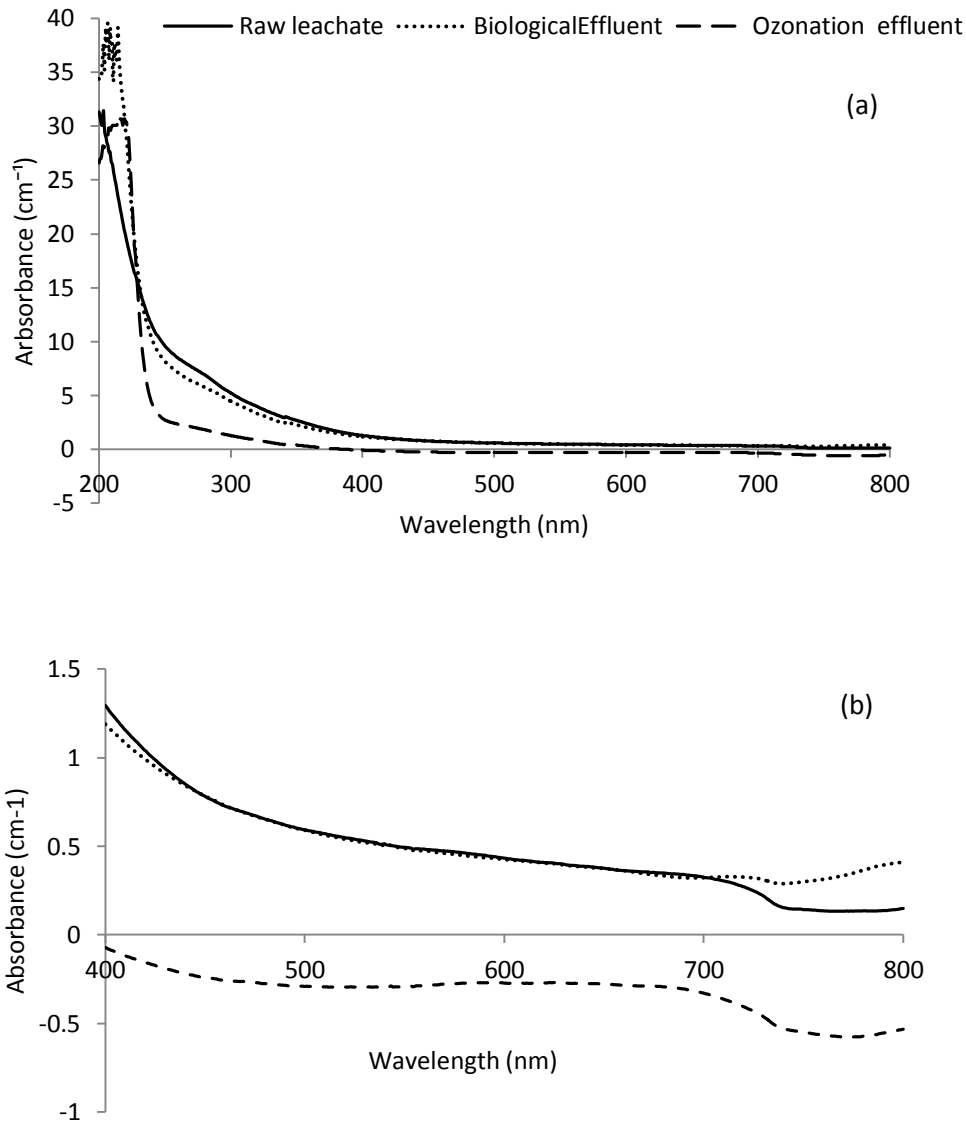 Raw leachate BiologicalEffluent Ozonation effluent
40
35
30
25
20
15
10
5
0
-5
(a)
Arbsorbance (cm⁻¹)
200 300 400 500 600 700 800
Wavelength (nm)
1.5
1
0.5
0
-0.5
-1
(b)
Absorbance (cm-1)
400 500 600 700 800
Wavelength (nm)